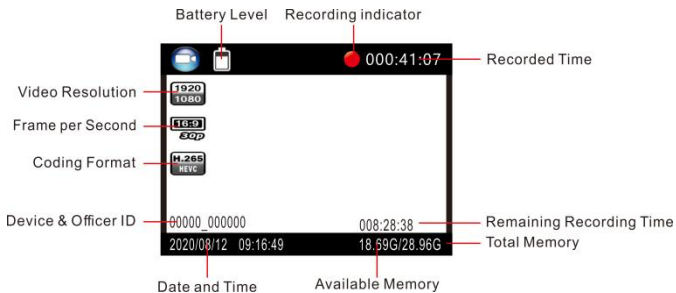 Battery Level
Recording indicator
000:41:07
Recorded Time
Video Resolution
1920
1080
Frame per Second
16:9
30p
Coding Format
H.265
HEVC
Device & Officer ID
00000_000000
008:28:38
Remaining Recording Time
2020/08/12 09:16:49
18.69G/28.96G
Total Memory
Date and Time
Available Memory